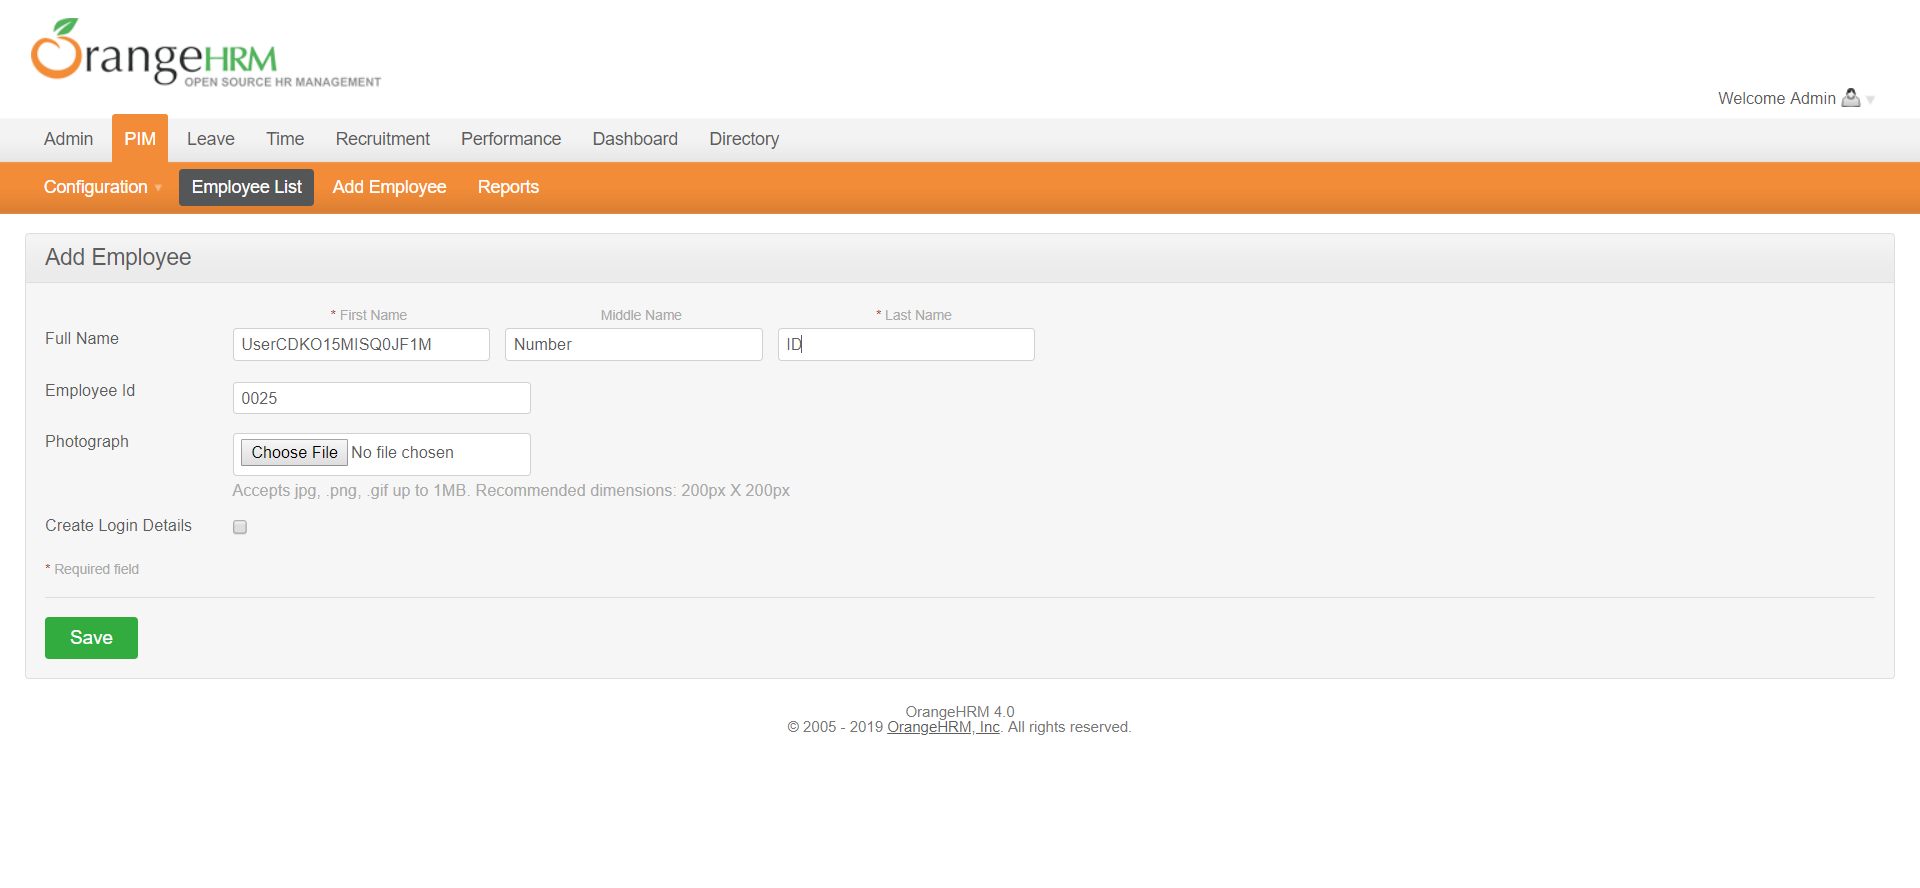 OrangeHRM
OPEN SOURCE HR MANAGEMENT
Welcome Admin
Admin PIM Leave Time Recruitment Performance Dashboard Directory
Configuration Employee List Add Employee Reports
Add Employee
* First Name Middle Name * Last Name
Full Name UserCDKO15MISQ0JF1M Number ID
Employee Id 0025
Photograph Choose File No file chosen
Accepts jpg, .png, .gif up to 1MB. Recommended dimensions: 200px X 200px
Create Login Details
* Required field
Save
OrangeHRM 4.0
© 2005 - 2019 OrangeHRM, Inc. All rights reserved.